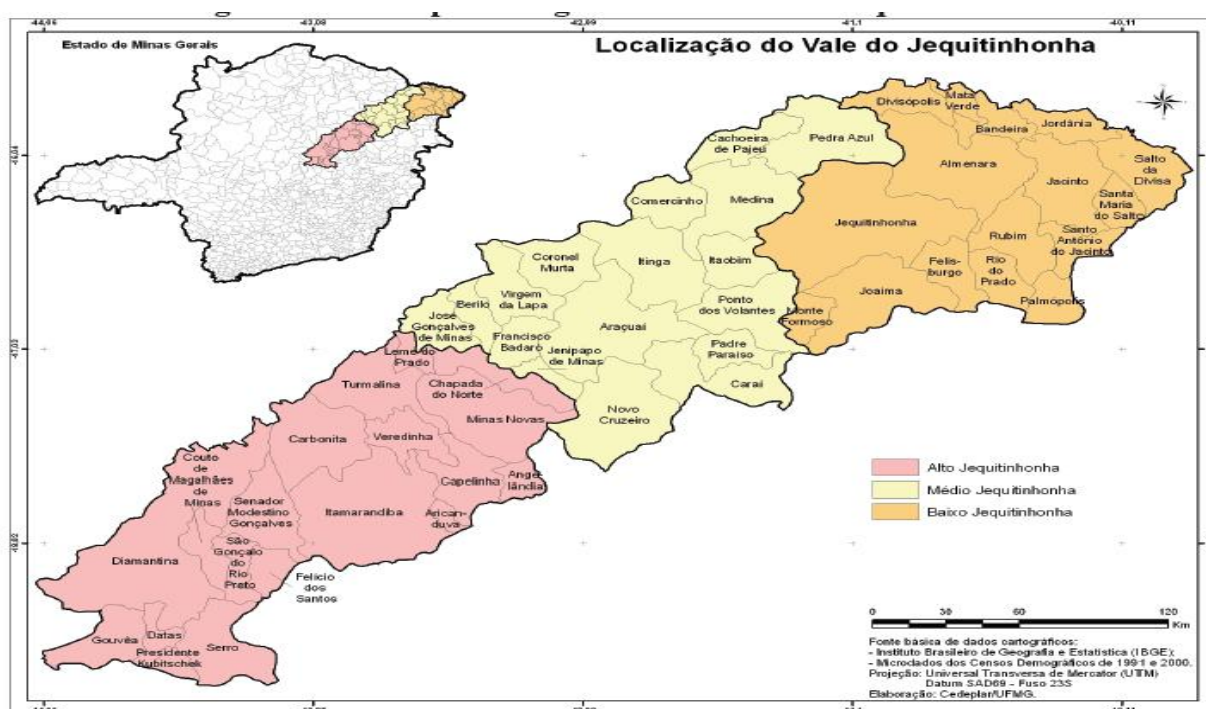 Localização do Vale do Jequitinhonha
Estado de Minas Gerais
Divisópolis
Mata
Verde
Bandeira
Jordânia
Cachoeira
de Pajeú
Pedra Azul
Almenara
Salto
da
Divisa
Jacinto
Santa
Maria
do Salto
Comercinho
Medina
Jequitinhonha
Rubim
Santo
Antônio
do Jacinto
Coronel
Murta
Itinga
Itaobim
Felis-
burgo
Rio
do
Prado
Joaima
Palmópolis
Berilo
Virgem
da Lapa
Ponto
dos Volantes
Monte
Formoso
José
Gonçalves
de Minas
Francisco
Badaró
Araçuaí
Jenipapo
de Minas
Padre
Paraíso
Caraí
Leme do
Prado
Turmalina
Chapada
do Norte
Minas Novas
Novo
Cruzeiro
Carbonita
Veredinha
Couto
de
Magalhães
de
Minas
Capelinha
Ange-
lândia
Senador
Modestino
Gonçalves
Itamarandiba
Arican-
duva
Diamantina
São
Gonçalo
do
Rio
Preto
Felício
dos
Santos
Gouvêa
Datas
Presidente
Kubitschek
Serro
Alto Jequitinhonha
Médio Jequitinhonha
Baixo Jequitinhonha
0 30 60 120
Km
Fonte básica de dados cartográficos:
- Instituto Brasileiro de Geografia e Estatística (IBGE);
- Microdados dos Censos Demográficos de 1991 e 2000.
Projeção: Universal Transversa de Mercator (UTM)
Datum SAD69 - Fuso 23S
Elaboração: Cedeplar/UFMG.